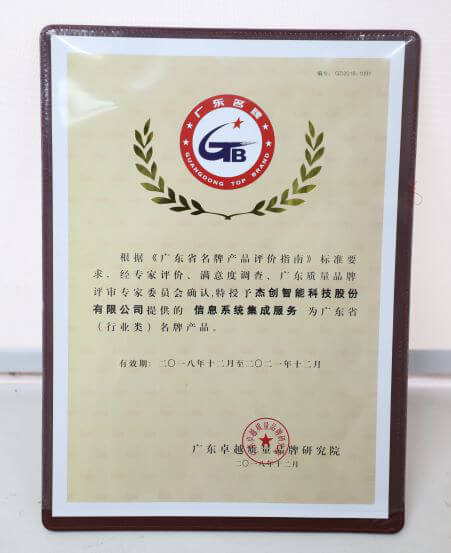 编号：GD2018-1091
广东名牌
GTB
GUANGDONG TOP BRAND
根据《广东省名牌产品评价指南》标准要
求，经专家评价、满意度调查、广东质量品牌
评审专家委员会确认,特授予杰创智能科技股份
有限公司提供的 信息系统集成服务 为广东省
（行业类）名牌产品。
有效期：二〇一八年十二月至二〇二一年十二月
广东卓越质量品牌研究院
二〇一八年十二月